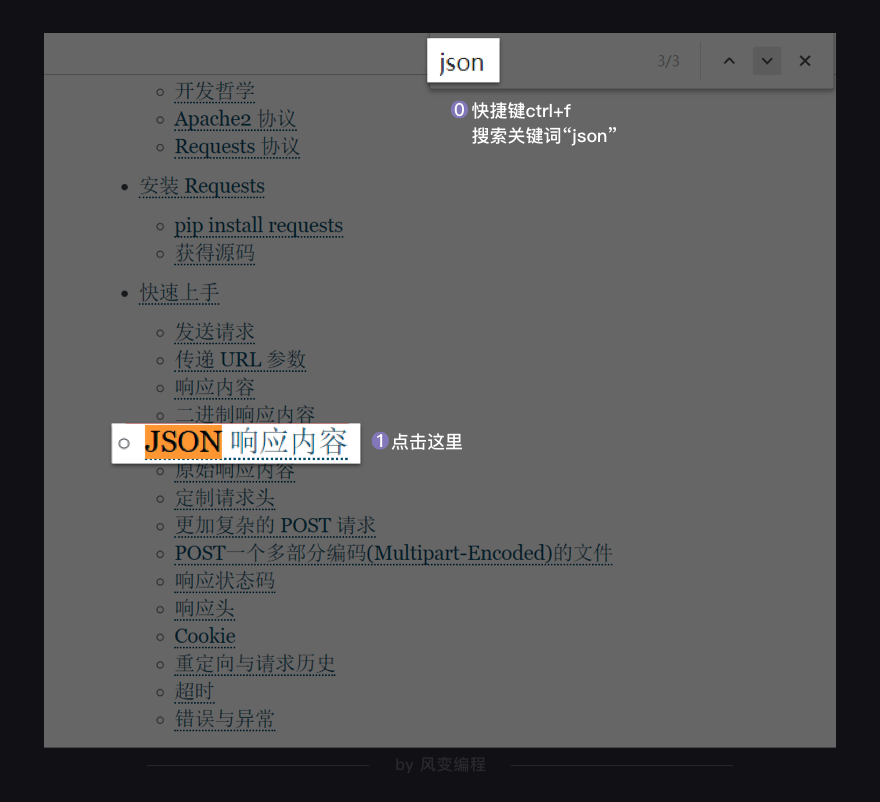 json
3/3
0 快捷键ctrl+f
搜索关键词“json”
开发哲学
Apache2 协议
Requests 协议
安装 Requests
pip install requests
获得源码
快速上手
发送请求
传递 URL 参数
响应内容
二进制响应内容
JSON 响应内容
1 点击这里
原始响应内容
定制请求头
更加复杂的 POST 请求
POST一个多部分编码(Multipart-Encoded)的文件
响应状态码
响应头
Cookie
重定向与请求历史
超时
错误与异常
by 风变编程